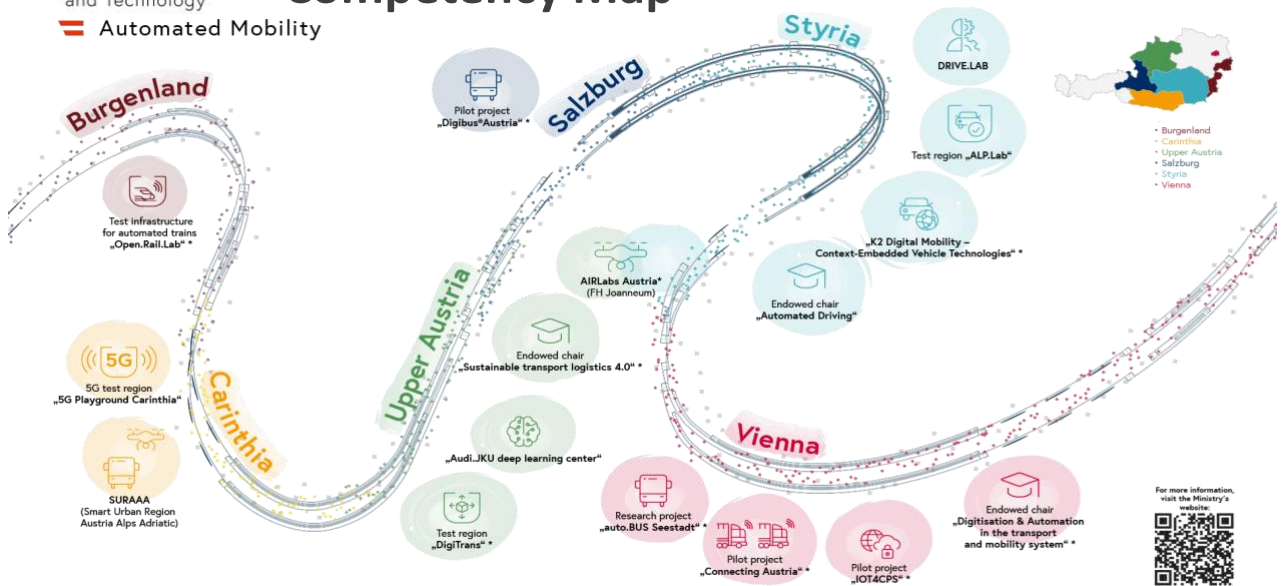 and Technology
Competency Map
Automated Mobility
Burgenland
Test infrastructure
for automated trains
„Open.Rail.Lab“ *
5G
5G test region
„5G Playground Carinthia“
SURAAA
(Smart Urban Region
Austria Alps Adriatic)
Carinthia
Upper Austria
AIRLabs Austria*
(FH Joanneum)
Endowed chair
„Sustainable transport logistics 4.0“ *
„Audi.JKU deep learning center“
Test region
„DigiTrans“ *
Pilot project
„Digibus®Austria“ *
Salzburg
Styria
DRIVE.LAB
Test region „ALP.Lab“
„K2 Digital Mobility –
Context-Embedded Vehicle Technologies“ *
Endowed chair
„Automated Driving“
Vienna
Research project
„auto.BUS Seestadt“ *
Pilot project
„Connecting Austria“ *
Pilot project
„IOT4CPS“ *
Endowed chair
„Digitisation & Automation
in the transport
and mobility system“ *
• Burgenland
• Carinthia
• Upper Austria
• Salzburg
• Styria
• Vienna
For more information,
visit the Ministry's
website: